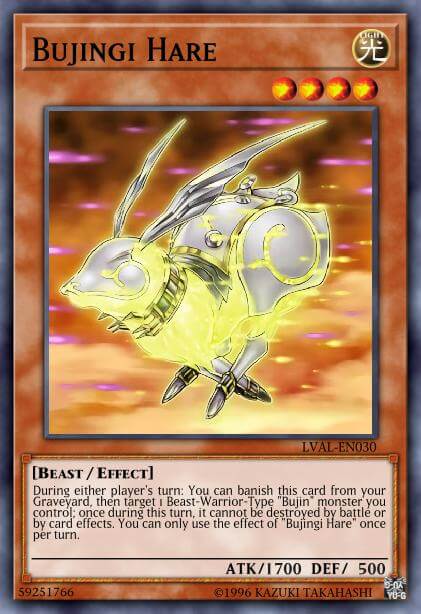 BUJINGI HARE
LIGHT
光
LVAL-EN030
[BEAST / EFFECT]
During either player's turn: You can banish this card from your
Graveyard, then target 1 Beast-Warrior-Type "Bujin" monster you
control; once during this turn, it cannot be destroyed by battle or
by card effects. You can only use the effect of "Bujingi Hare" once
per turn.
ATK/1700 DEF/ 500
59251766
©1996 KAZUKI TAKAHASHI